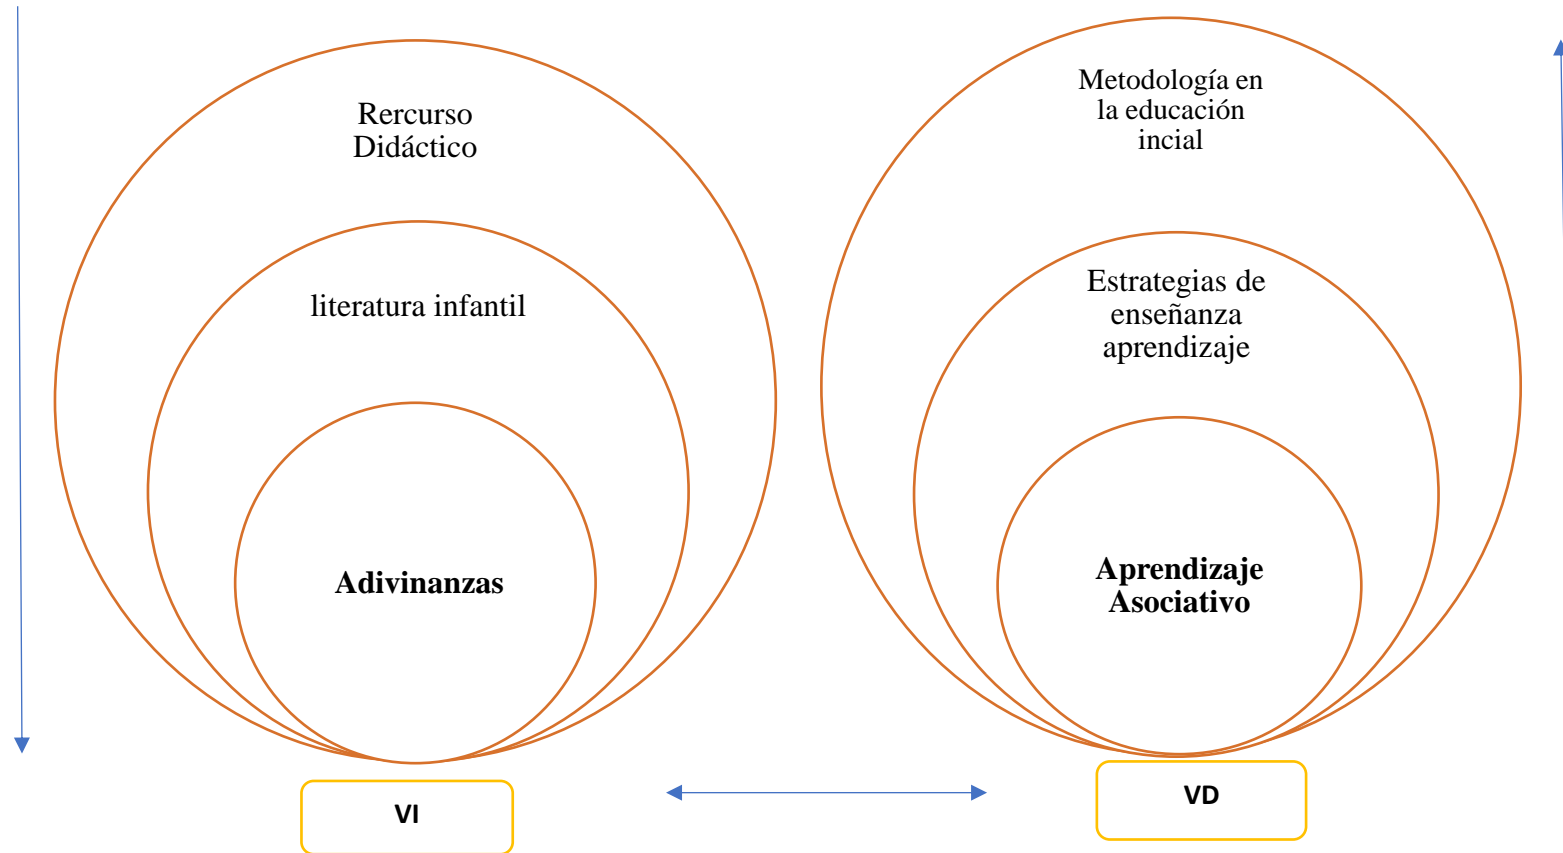 Rercurso
Didáctico
literatura infantil
Adivinanzas
VI
Metodología en
la educación
incial
Estrategias de
enseñanza
aprendizaje
Aprendizaje
Asociativo
VD